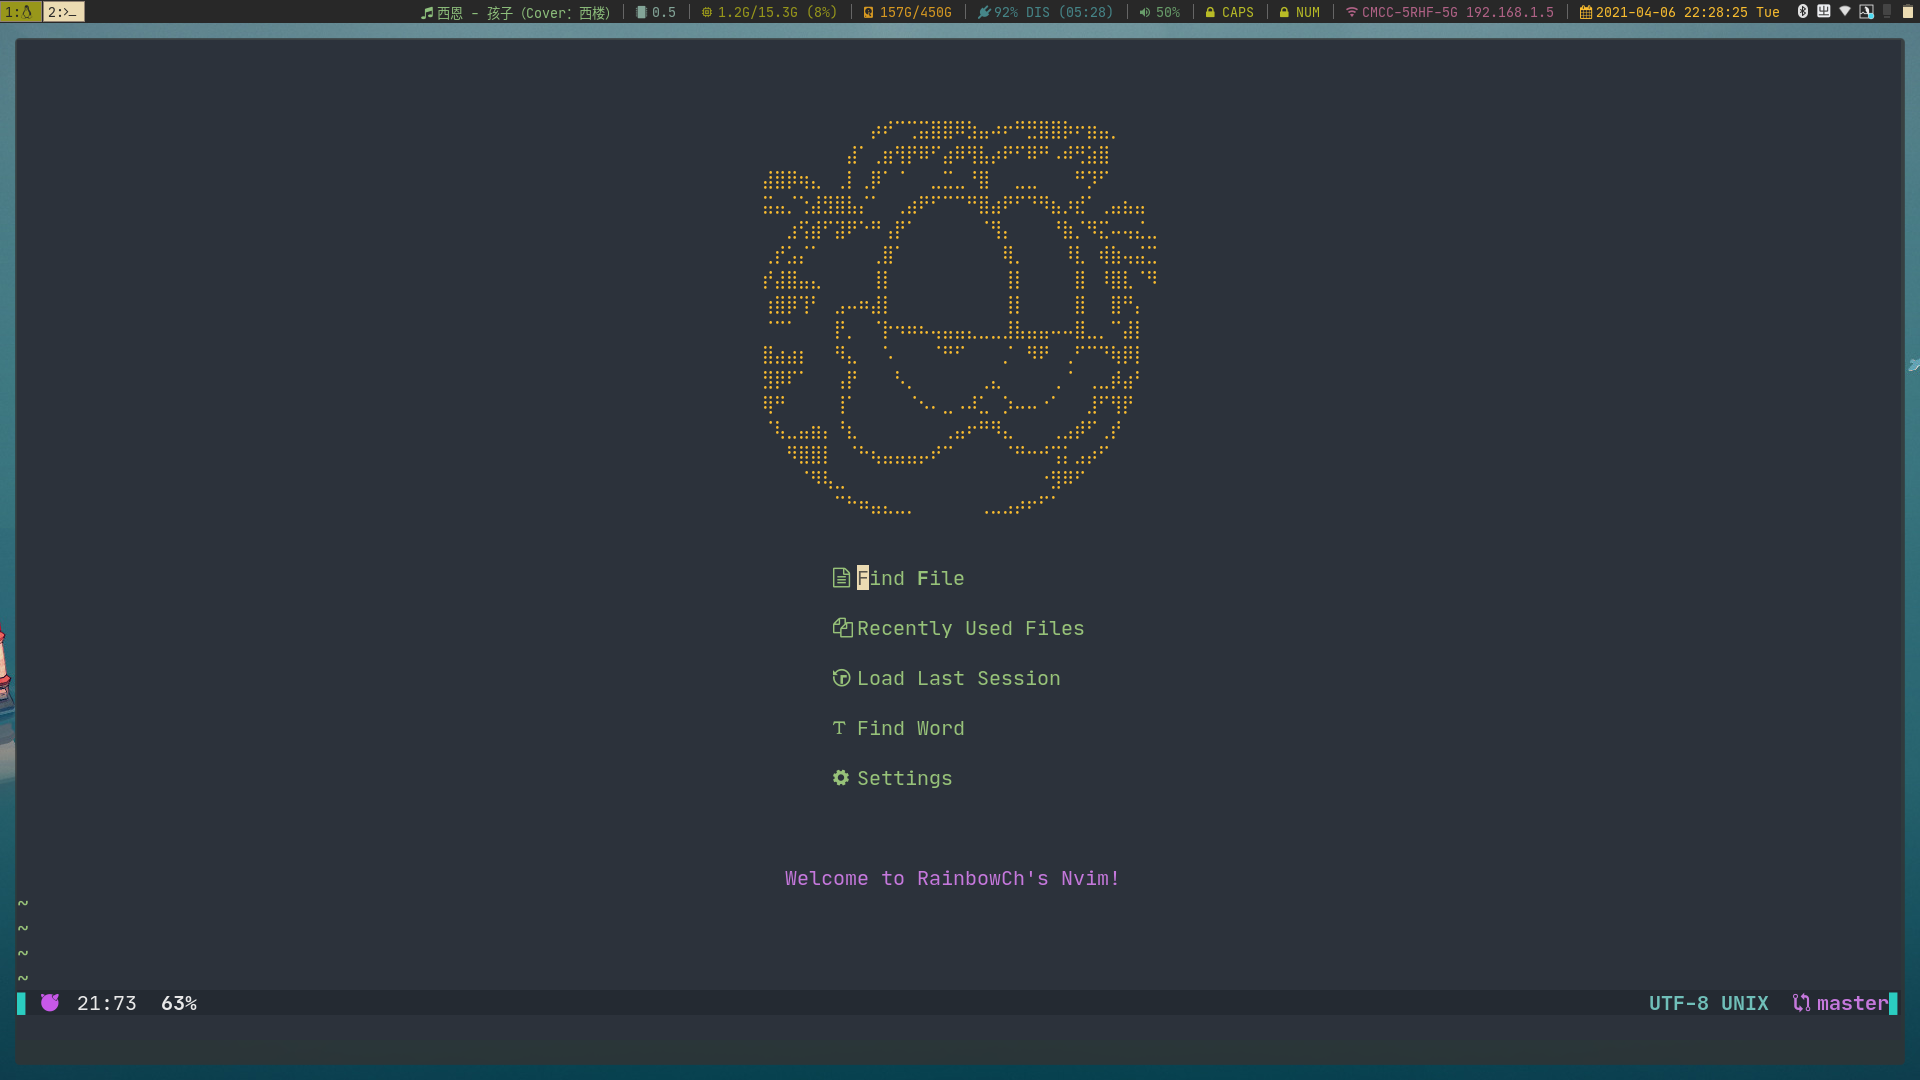 1: 2:>_ 西恩 - 孩子（Cover：西楼） 0.5 1.2G/15.3G (8%) 157G/450G 92% DIS (05:28) 50% CAPS NUM CMCC-5RHF-5G 192.168.1.5 2021-04-06 22:28:25 Tue
Find File
Recently Used Files
Load Last Session
Find Word
Settings
Welcome to RainbowCh's Nvim!
~
~
~
~
21:73 63% UTF-8 UNIX master